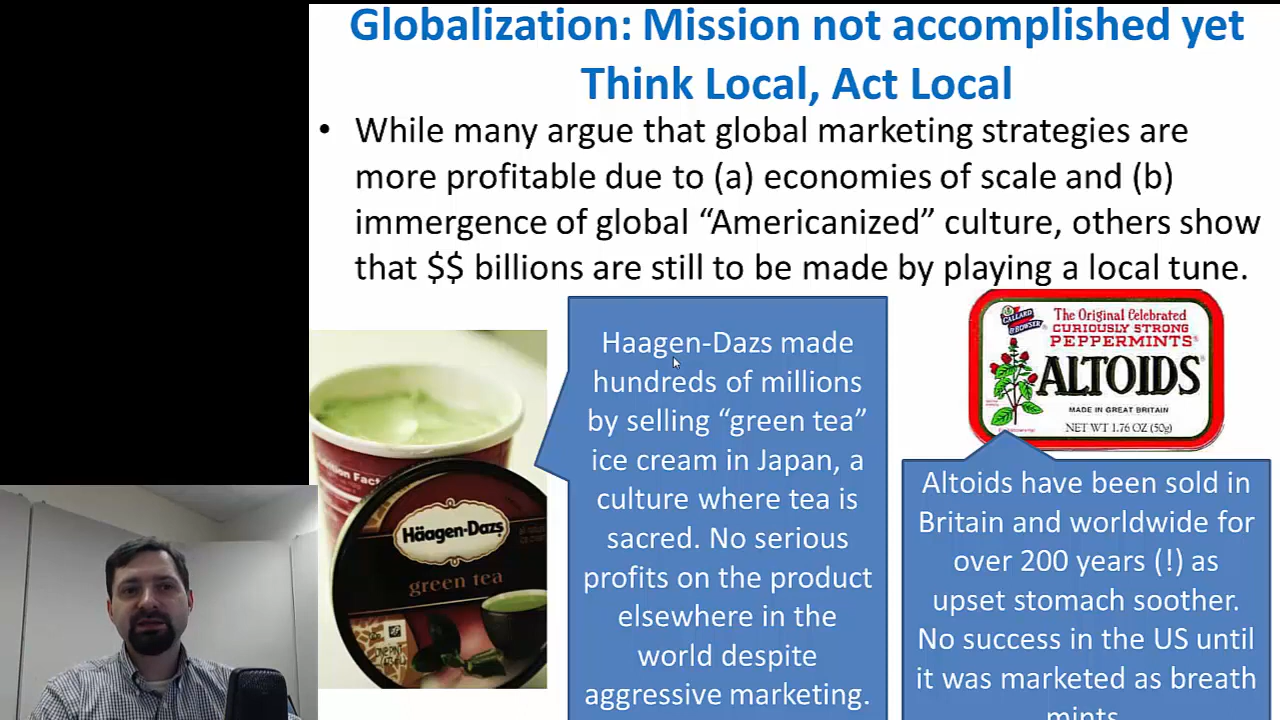 Globalization: Mission not accomplished yet
Think Local, Act Local
• While many argue that global marketing strategies are
more profitable due to (a) economies of scale and (b)
immergence of global “Americanized” culture, others show
that $$ billions are still to be made by playing a local tune.
Haagen-Dazs made
hundreds of millions
by selling “green tea”
ice cream in Japan, a
culture where tea is
sacred. No serious
profits on the product
elsewhere in the
world despite
aggressive marketing.
Nutrition Fact
Häagen-Dazs
green tea
CALLARD
& BOWSER
The Original Celebrated
CURIOUSLY STRONG
PEPPERMINTS
ALTOIDS
MADE IN GREAT BRITAIN
NET WT 1.76 OZ (50g)
Altoids have been sold in
Britain and worldwide for
over 200 years (!) as
upset stomach soother.
No success in the US until
it was marketed as breath
mints